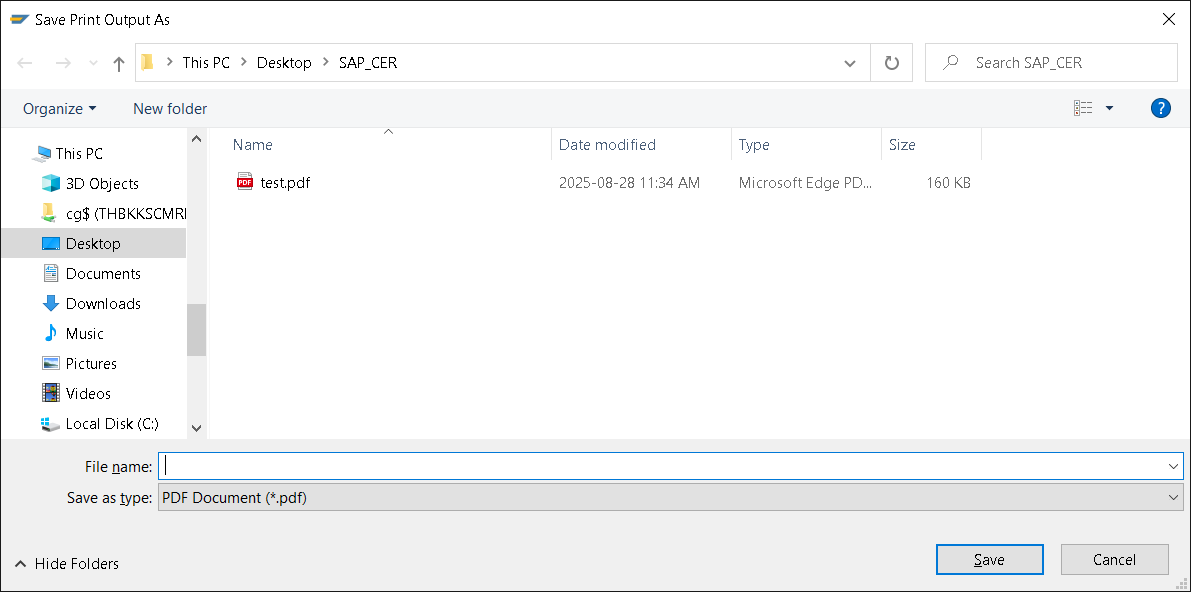 Save Print Output As
This PC > Desktop > SAP_CER
Search SAP_CER
Organize
New folder
?
This PC
3D Objects
cg$ (THBKKSCMRI
Desktop
Documents
Downloads
Music
Pictures
Videos
Local Disk (C:)
Name Date modified Type Size
PDF test.pdf 2025-08-28 11:34 AM Microsoft Edge PD... 160 KB
File name:
Save as type: PDF Document (*.pdf)
Hide Folders
Save Cancel